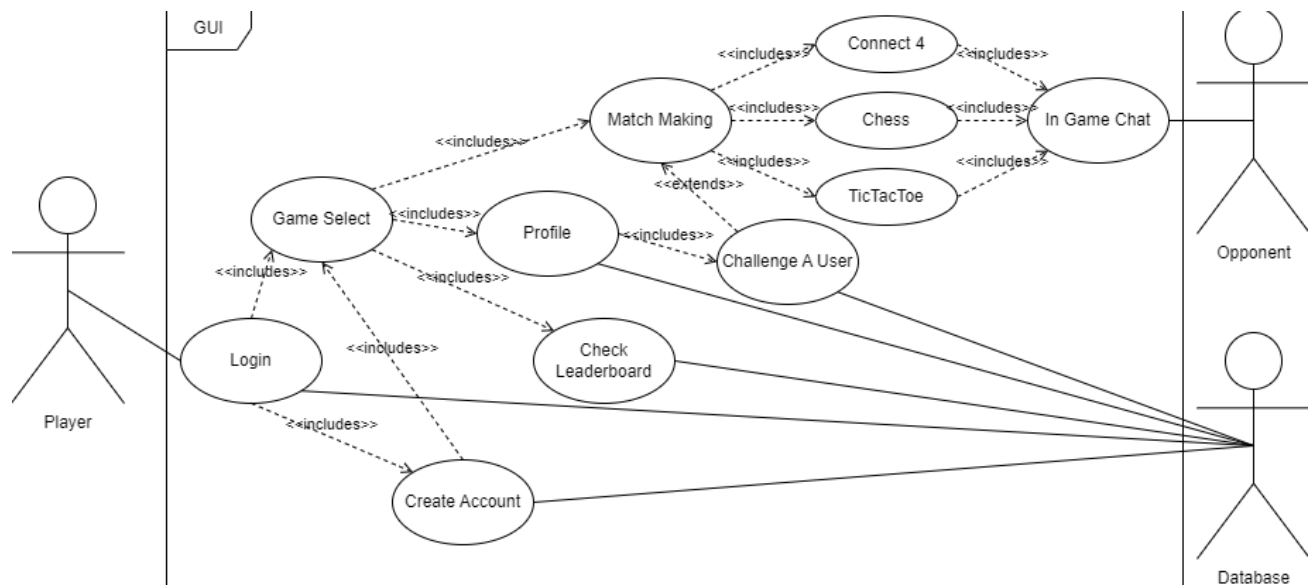 GUI
Connect 4
<<includes>>
<<includes>>
Match Making
<<includes>>
Chess
<<includes>>
In Game Chat
<<includes>>
<<includes>>
<<includes>>
<<extends>>
TicTacToe
Game Select
<<includes>>
Profile
<<includes>>
Challenge A User
Opponent
<<includes>>
<<includes>>
<<includes>>
Login
Check
Leaderboard
Player
<<includes>>
Create Account
Database